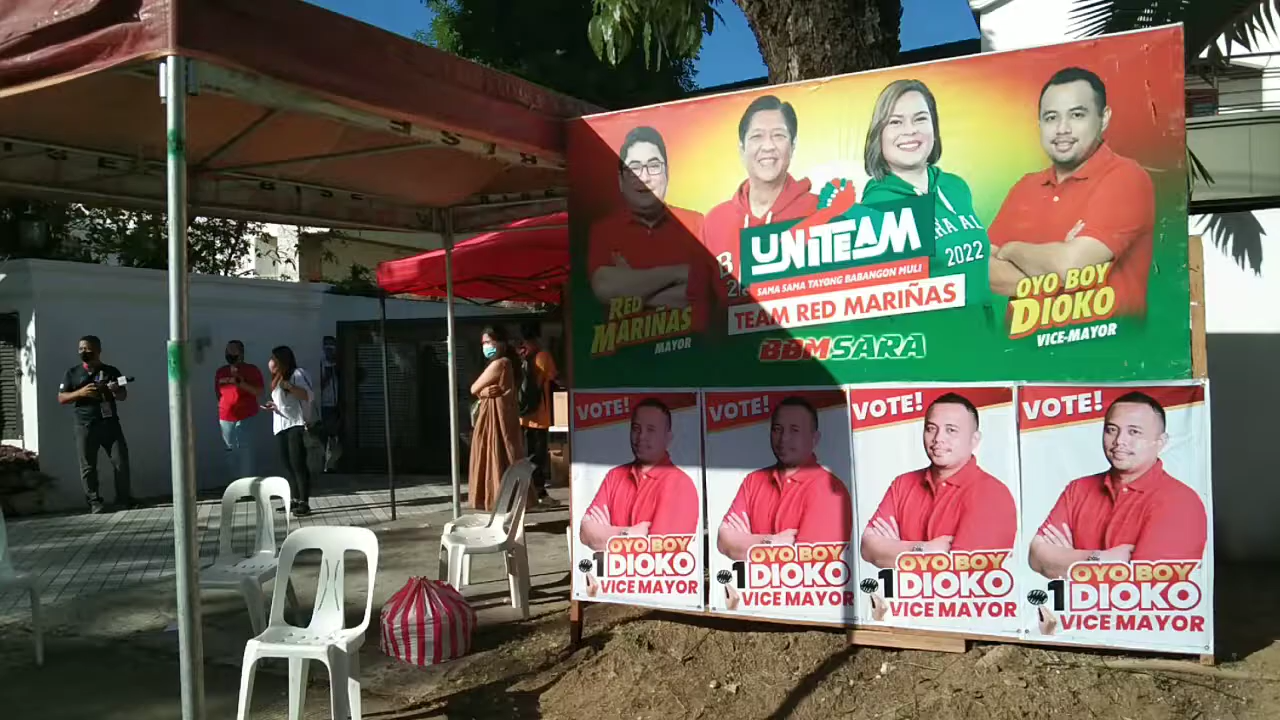 UNiTEAM
SAMA SAMA TAYONG BABANGON MULI
TEAM RED MARIÑAS
BBMSARA
RED
MARIÑAS
MAYOR
2022
OYO BOY
DIOKO
VICE-MAYOR
VOTE!
OYO BOY
1 DIOKO
VICE MAYOR
VOTE!
OYO BOY
1 DIOKO
VICE MAYOR
VOTE!
OYO BOY
1 DIOKO
VICE MAYOR
VOTE!
OYO BOY
1 DIOKO
VICE MAYOR